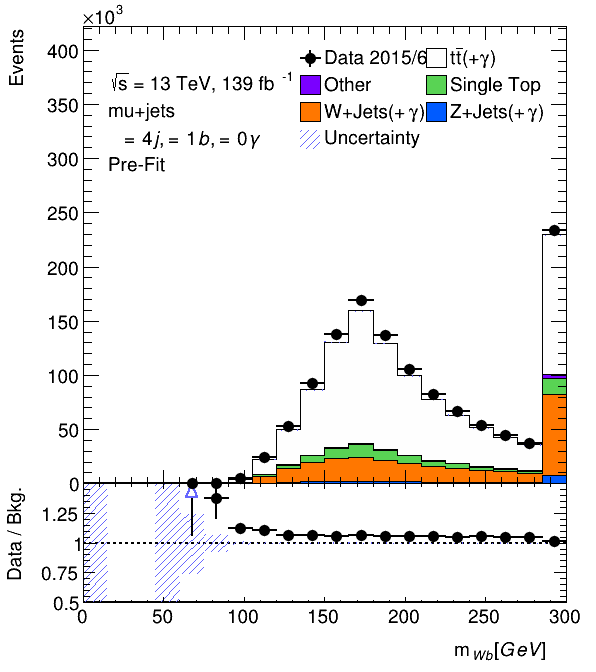 ×10³
Events
400
350
300
250
200
150
100
50
0
√s = 13 TeV, 139 fb⁻¹
mu+jets
= 4j, = 1b, = 0γ
Pre-Fit
Data 2015/6
tt̄(+γ)
Other
Single Top
W+Jets(+γ)
Z+Jets(+γ)
Uncertainty
Data / Bkg.
1.25
1
0.75
0.5
0 50 100 150 200 250 300
m_Wb [GeV]